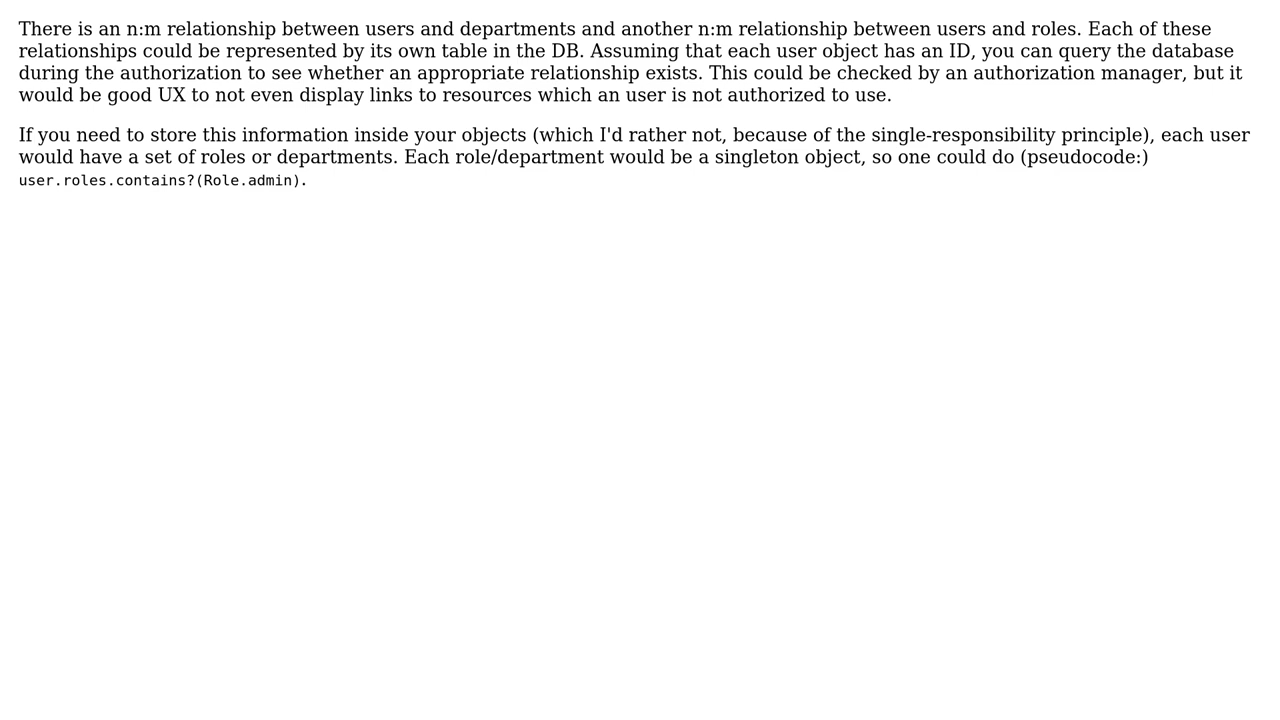 There is an n:m relationship between users and departments and another n:m relationship between users and roles. Each of these
relationships could be represented by its own table in the DB. Assuming that each user object has an ID, you can query the database
during the authorization to see whether an appropriate relationship exists. This could be checked by an authorization manager, but it
would be good UX to not even display links to resources which an user is not authorized to use.
If you need to store this information inside your objects (which I'd rather not, because of the single-responsibility principle), each user
would have a set of roles or departments. Each role/department would be a singleton object, so one could do (pseudocode:)
user.roles.contains?(Role.admin).